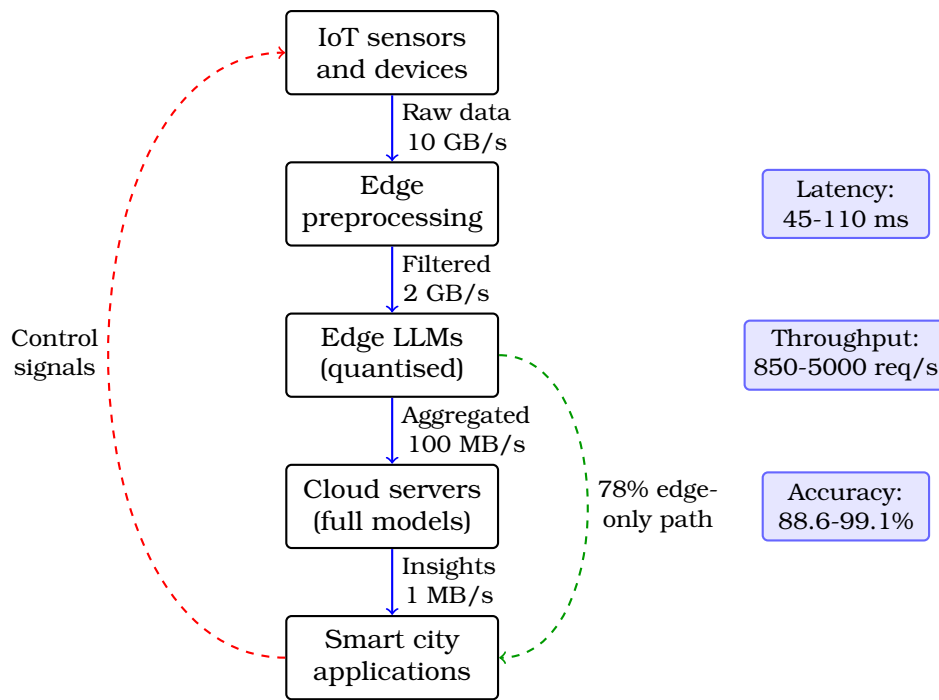 IoT sensors
and devices
Raw data
10 GB/s
Edge
preprocessing
Latency:
45-110 ms
Filtered
2 GB/s
Control
signals
Edge LLMs
(quantised)
Throughput:
850-5000 req/s
Aggregated
100 MB/s
Cloud servers
(full models)
78% edge-
only path
Accuracy:
88.6-99.1%
Insights
1 MB/s
Smart city
applications